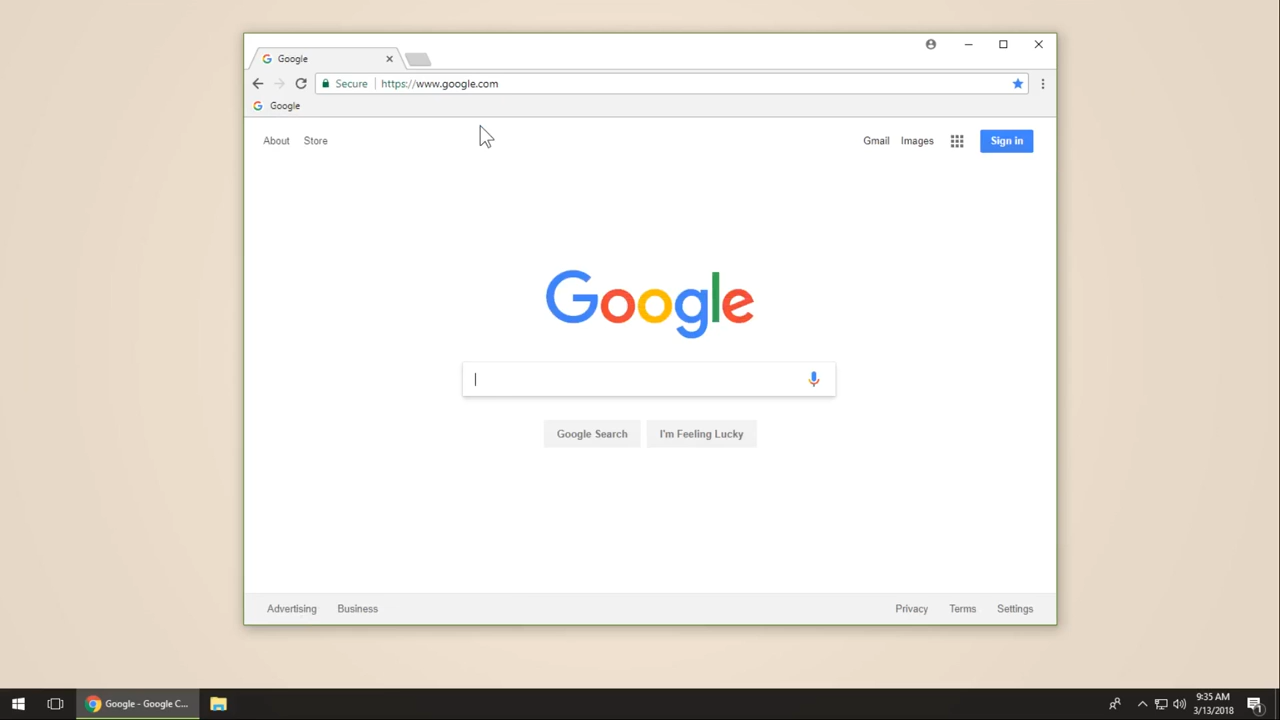 Google
Secure https://www.google.com
Google
About Store Gmail Images Sign in
Google
Google Search I'm Feeling Lucky
Advertising Business Privacy Terms Settings
Google - Google C...
9:35 AM
3/13/2018
1